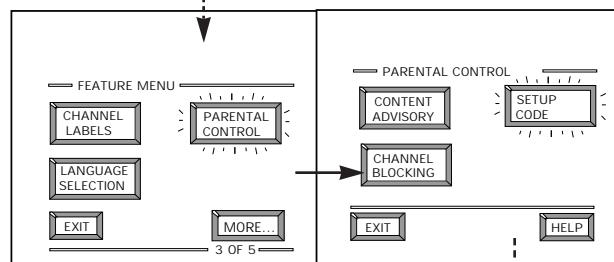 FEATURE MENU
CHANNEL
LABELS
PARENTAL
CONTROL
LANGUAGE
SELECTION
EXIT
MORE...
3 OF 5
PARENTAL CONTROL
CONTENT
ADVISORY
SETUP
CODE
CHANNEL
BLOCKING
EXIT
HELP